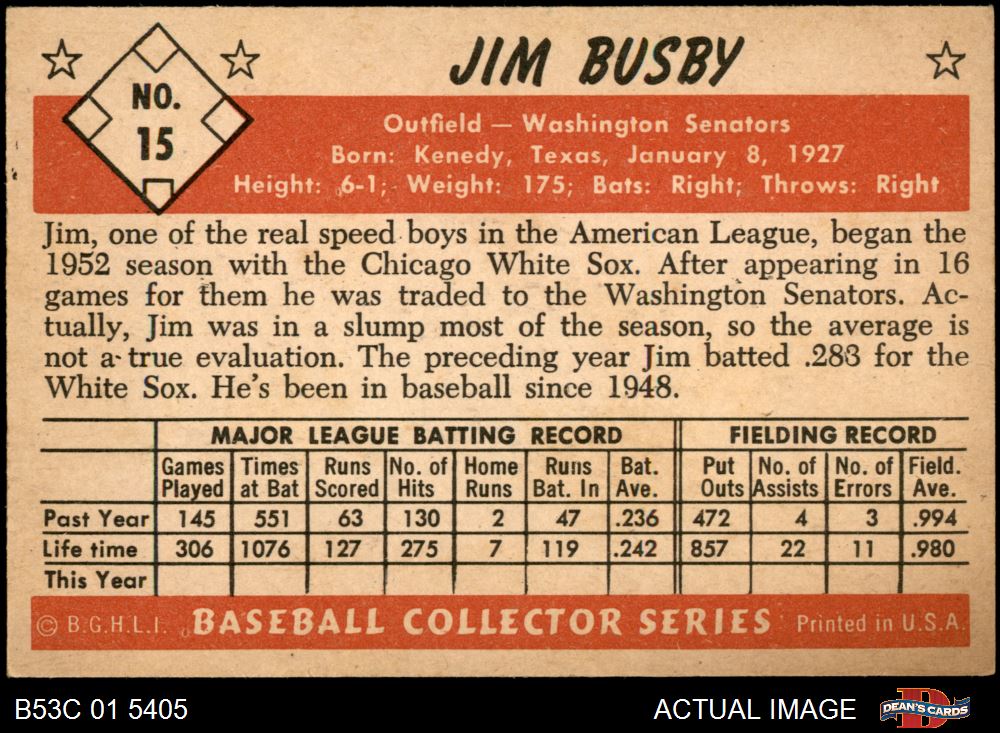 JIM BUSBY
NO.
15
Outfield — Washington Senators
Born: Kenedy, Texas, January 8, 1927
Height: 6-1; Weight: 175; Bats: Right; Throws: Right
Jim, one of the real speed boys in the American League, began the
1952 season with the Chicago White Sox. After appearing in 16
games for them he was traded to the Washington Senators. Ac-
tually, Jim was in a slump most of the season, so the average is
not a true evaluation. The preceding year Jim batted .283 for the
White Sox. He's been in baseball since 1948.
MAJOR LEAGUE BATTING RECORD FIELDING RECORD
Games Times Runs No. of Home Runs Bat. Put No. of No. of Field.
Played at Bat Scored Hits Runs Bat. In Ave. Outs Assists Errors Ave.
Past Year 145 551 63 130 2 47 .236 472 4 3 .994
Life time 306 1076 127 275 7 119 .242 857 22 11 .980
This Year
© B.G.H.L.I. BASEBALL COLLECTOR SERIES Printed in U.S.A.
B53C 01 5405 ACTUAL IMAGE DEAN'S CARDS